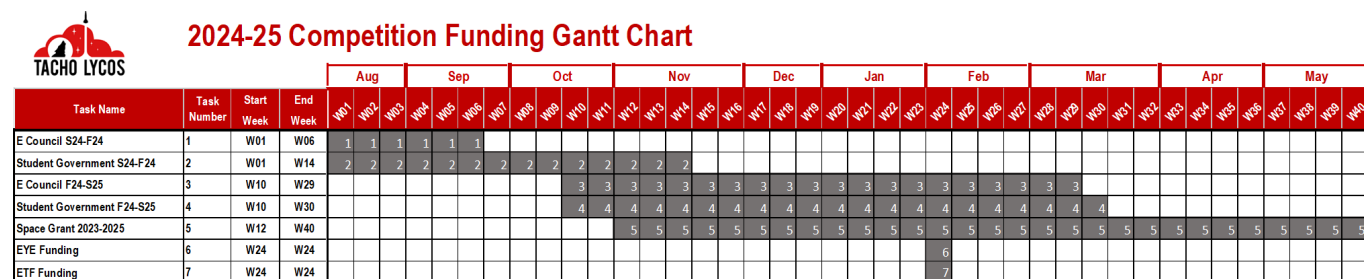 TACHO LYCOS
2024-25 Competition Funding Gantt Chart
Aug Sep Oct Nov Dec Jan Feb Mar Apr May
Task Name Task Number Start Week End Week W01 W02 W03 W04 W05 W06 W07 W08 W09 W10 W11 W12 W13 W14 W15 W16 W17 W18 W19 W20 W21 W22 W23 W24 W25 W26 W27 W28 W29 W30 W31 W32 W33 W34 W35 W36 W37 W38 W39 W40
E Council S24-F24 1 W01 W06 1 1 1 1 1 1
Student Government S24-F24 2 W01 W14 2 2 2 2 2 2 2 2 2 2 2 2 2 2
E Council F24-S25 3 W10 W29 3 3 3 3 3 3 3 3 3 3 3 3 3 3 3 3 3 3 3 3
Student Government F24-S25 4 W10 W30 4 4 4 4 4 4 4 4 4 4 4 4 4 4 4 4 4 4 4 4 4
Space Grant 2023-2025 5 W12 W40 5 5 5 5 5 5 5 5 5 5 5 5 5 5 5 5 5 5 5 5 5 5 5 5 5 5 5 5 5
EYE Funding 6 W24 W24 6
ETF Funding 7 W24 W24 7